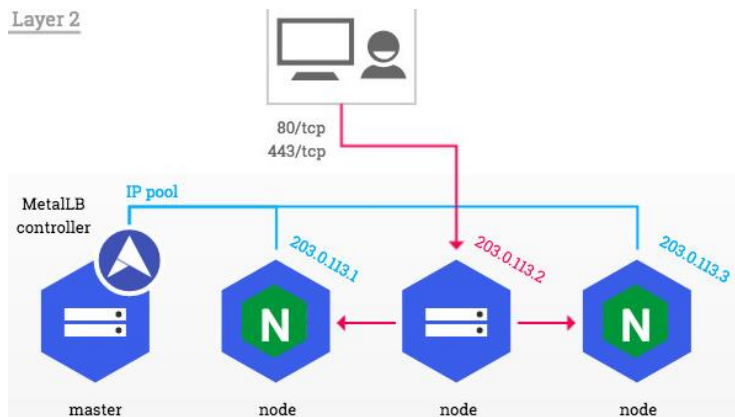 Layer 2
80/tcp
443/tcp
IP pool
MetalLB
controller
203.0.113.1
203.0.113.2
203.0.113.3
N
N
master
node
node
node